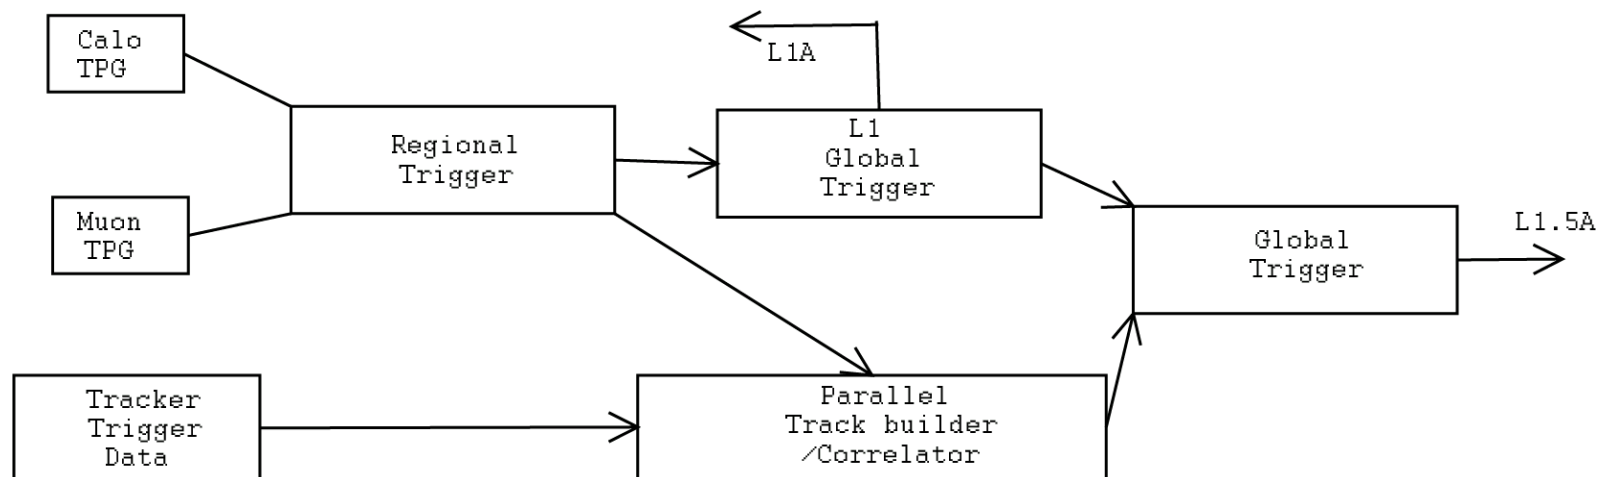 Calo
TPG
L1A
L1
Global
Trigger
Regional
Trigger
Muon
TPG
Global
Trigger
L1.5A
Tracker
Trigger
Data
Parallel
Track builder
/Correlator